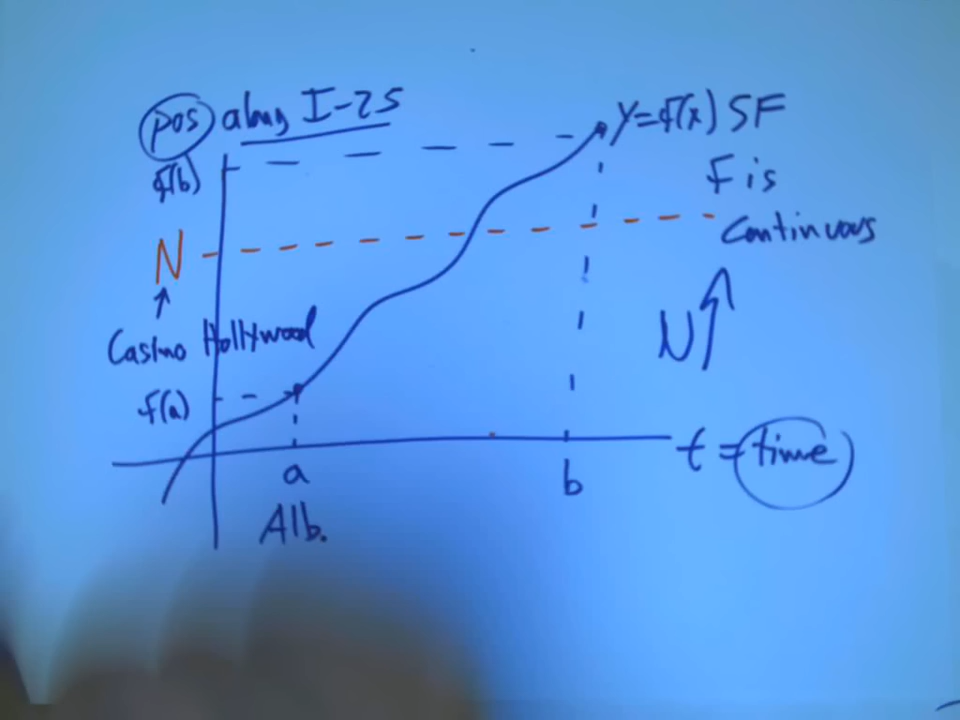 pos along I-25
y=f(x) SF
f(b)
F is
continuous
N
Casino Hollywood
N
f(a)
t = time
a
b
Alb.